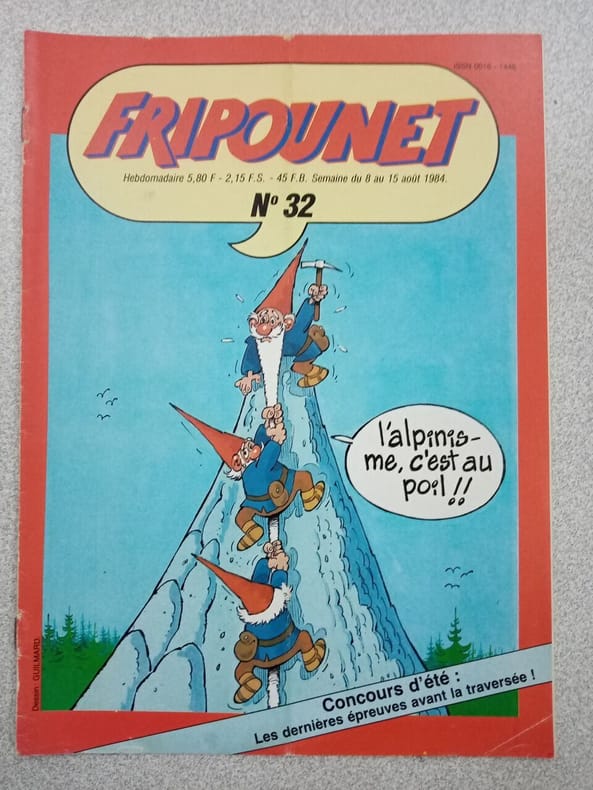 ISSN 0016 - 1446
FRIPOUNET
Hebdomadaire 5,80 F - 2,15 F.S. - 45 F.B. Semaine du 8 au 15 août 1984.
N° 32
l'alpinis-
me, c'est au
poil !!
Dessin : GUILMARD.
Concours d'été :
Les dernières épreuves avant la traversée !